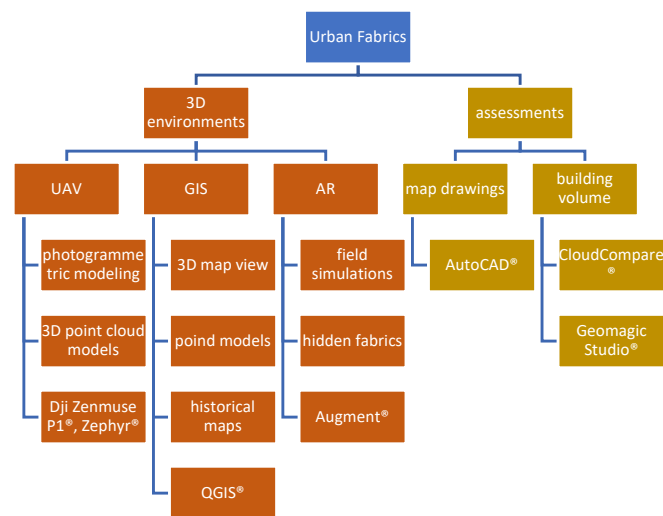 Urban Fabrics
3D
environments
assessments
UAV
GIS
AR
map drawings
building
volume
photogramme
tric modeling
3D map view
field
simulations
AutoCAD®
CloudCompare
®
3D point cloud
models
poind models
hidden fabrics
Geomagic
Studio®
Dji Zenmuse
P1®, Zephyr®
historical
maps
Augment®
QGIS®